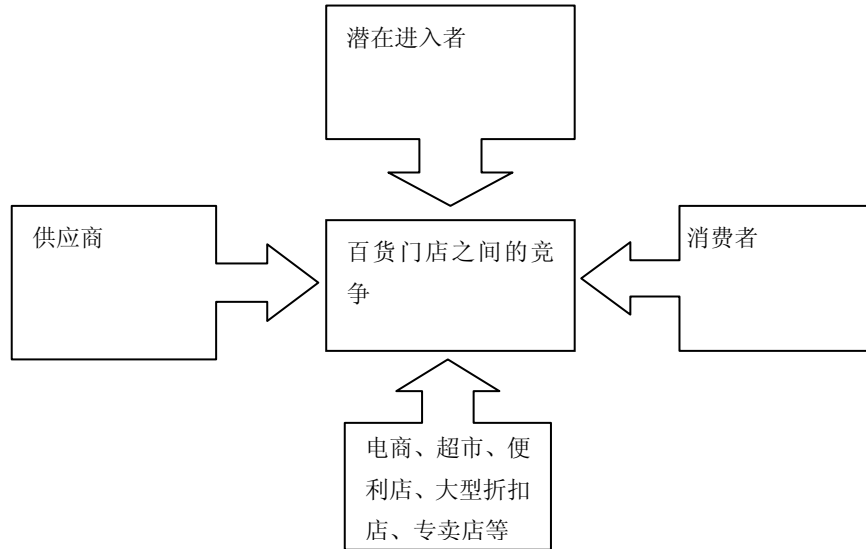 潜在进入者
供应商
百货门店之间的竞
争
消费者
电商、超市、便
利店、大型折扣
店、专卖店等